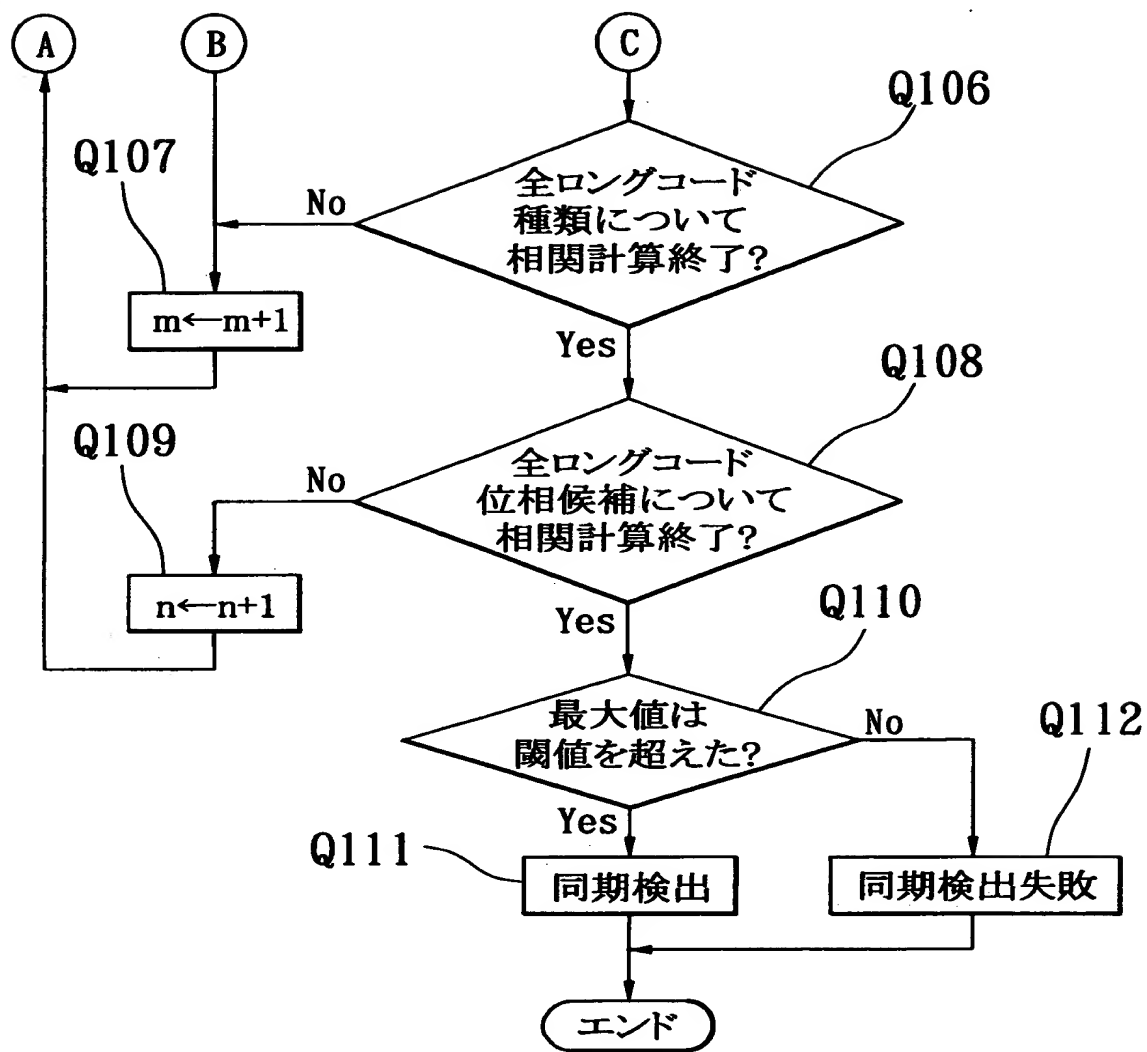 A
B
C
Q106
Q107
全ロングコード
種類について
相関計算終了?
No
m←m+1
Yes
Q108
Q109
全ロングコード
位相候補について
相関計算終了?
No
n←n+1
Yes
Q110
最大値は
閾値を超えた?
No
Q112
Yes
Q111
同期検出
同期検出失敗
エンド